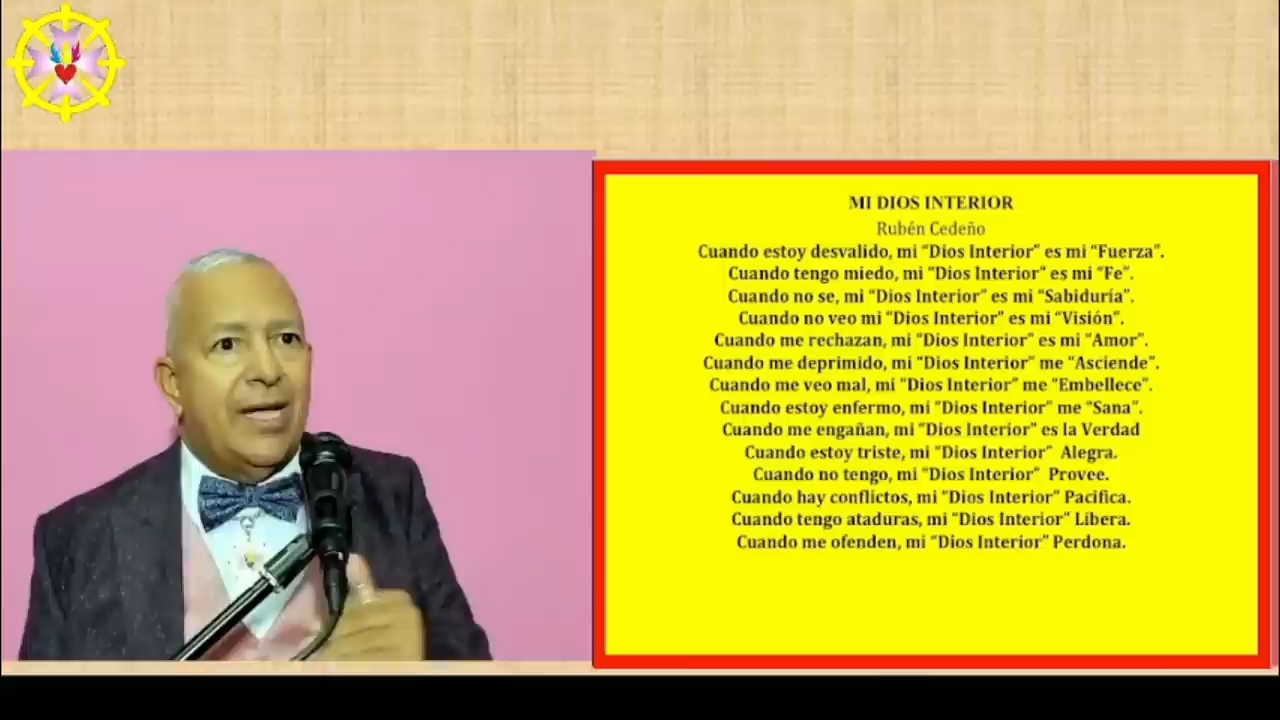 MI DIOS INTERIOR
Rubén Cedeño
Cuando estoy desvalido, mi “Dios Interior” es mi “Fuerza”.
Cuando tengo miedo, mi “Dios Interior” es mi “Fe”.
Cuando no se, mi “Dios Interior” es mi “Sabiduría”.
Cuando no veo mi “Dios Interior” es mi “Visión”.
Cuando me rechazan, mi “Dios Interior” es mi “Amor”.
Cuando me deprimido, mi “Dios Interior” me “Asciende”.
Cuando me veo mal, mi “Dios Interior” me “Embellece”.
Cuando estoy enfermo, mi “Dios Interior” me “Sana”.
Cuando me engañan, mi “Dios Interior” es la Verdad
Cuando estoy triste, mi “Dios Interior” Alegra.
Cuando no tengo, mi “Dios Interior” Provee.
Cuando hay conflictos, mi “Dios Interior” Pacifica.
Cuando tengo ataduras, mi “Dios Interior” Libera.
Cuando me ofenden, mi “Dios Interior” Perdona.